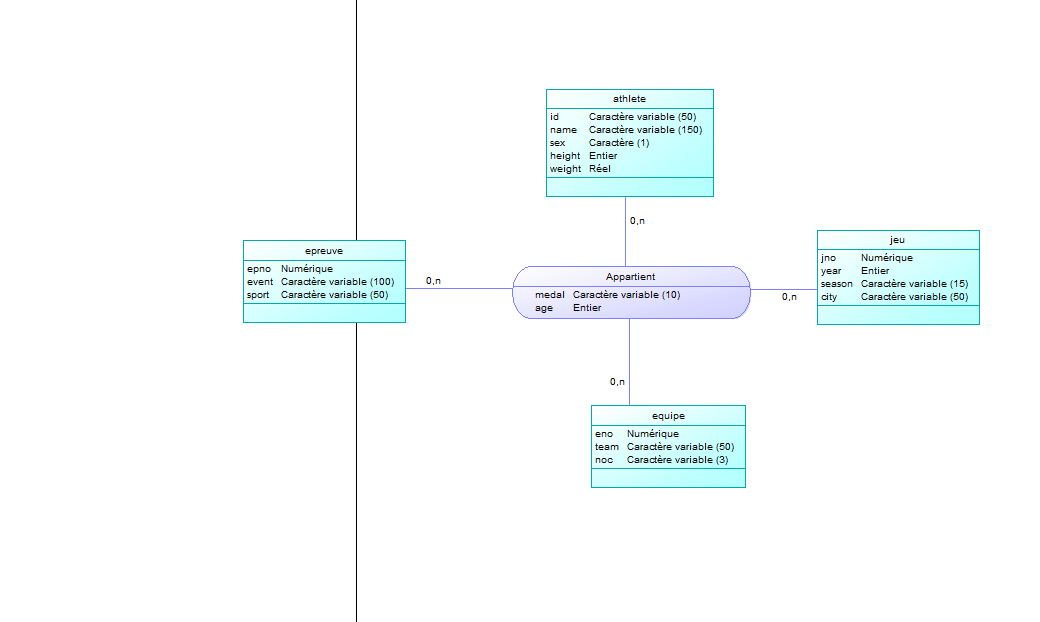 athlete
id Caractère variable (50)
name Caractère variable (150)
sex Caractère (1)
height Entier
weight Réel
0,n
epreuve
epno Numérique
event Caractère variable (100)
sport Caractère variable (50)
0,n
Appartient
medal Caractère variable (10)
age Entier
0,n
jeu
jno Numérique
year Entier
season Caractère variable (15)
city Caractère variable (50)
0,n
equipe
eno Numérique
team Caractère variable (50)
noc Caractère variable (3)